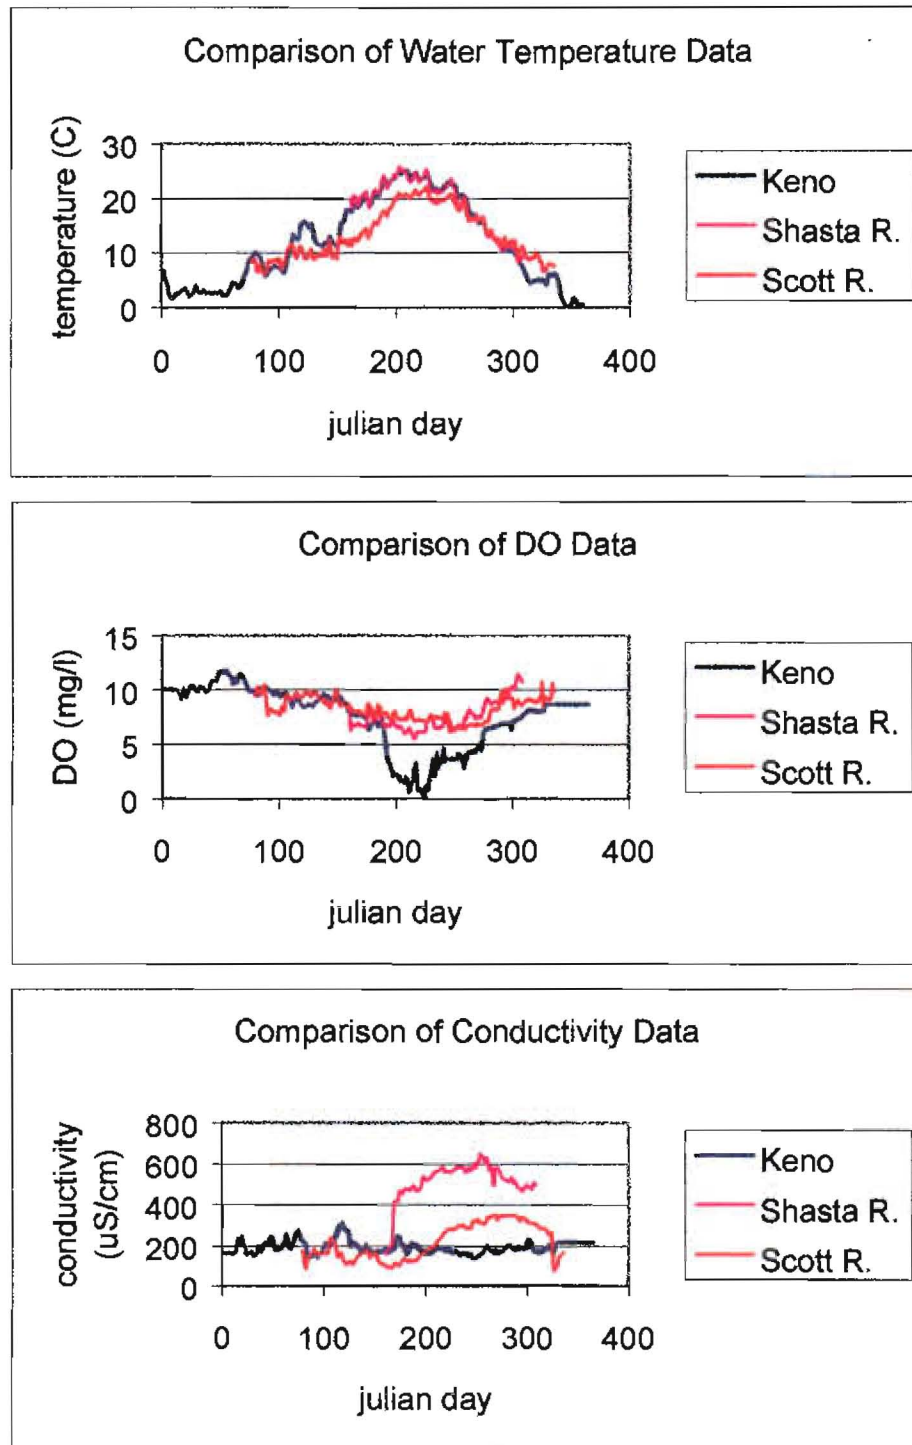 Comparison of Water Temperature Data
temperature (C)
30
20
10
0
0 100 200 300 400
julian day
Keno
Shasta R.
Scott R.
Comparison of DO Data
DO (mg/l)
15
10
5
0
0 100 200 300 400
julian day
Keno
Shasta R.
Scott R.
Comparison of Conductivity Data
conductivity
(uS/cm)
800
600
400
200
0
0 100 200 300 400
julian day
Keno
Shasta R.
Scott R.